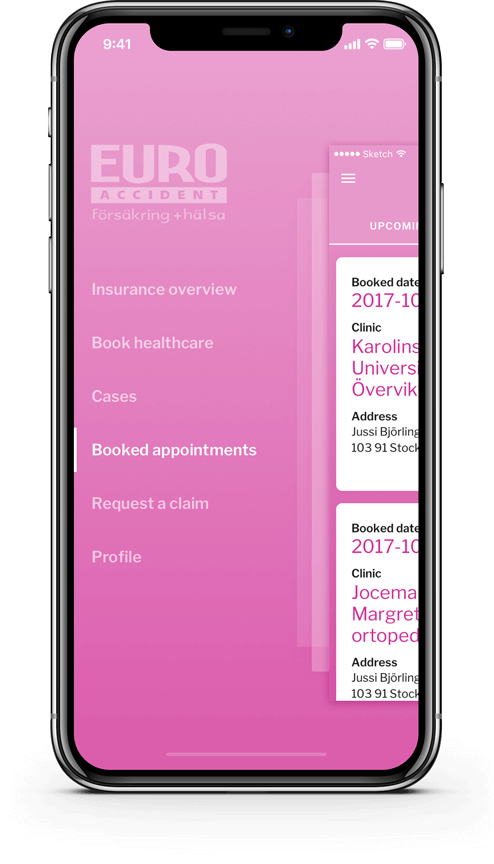 9:41
EURO
ACCIDENT
försäkring + hälsa
Insurance overview
Book healthcare
Cases
Booked appointments
Request a claim
Profile
Sketch
UPCOMIN
Booked date
2017-10
Clinic
Karolins
Universi
Övervik
Address
Jussi Björling
103 91 Stock
Booked date
2017-10
Clinic
Jocema
Margret
ortoped
Address
Jussi Björling
103 91 Stock